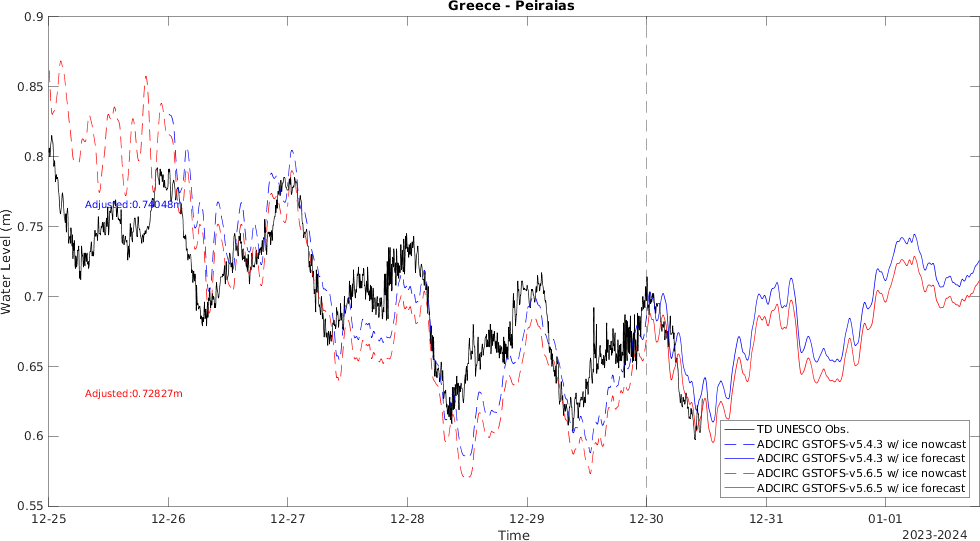 Greece - Peiraias
0.9
0.85
0.8
0.75
0.7
0.65
0.6
0.55
Water Level (m)
Adjusted:0.74048m
Adjusted:0.72827m
TD UNESCO Obs.
ADCIRC GSTOFS-v5.4.3 w/ ice nowcast
ADCIRC GSTOFS-v5.4.3 w/ ice forecast
ADCIRC GSTOFS-v5.6.5 w/ ice nowcast
ADCIRC GSTOFS-v5.6.5 w/ ice forecast
12-25 12-26 12-27 12-28 12-29 12-30 12-31 01-01
Time
2023-2024